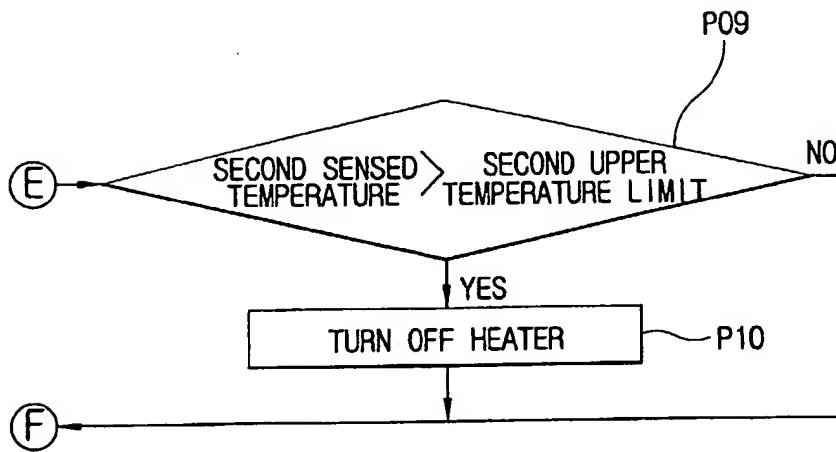 P09
E
SECOND SENSED TEMPERATURE > SECOND UPPER TEMPERATURE LIMIT
NO
YES
TURN OFF HEATER
P10
F